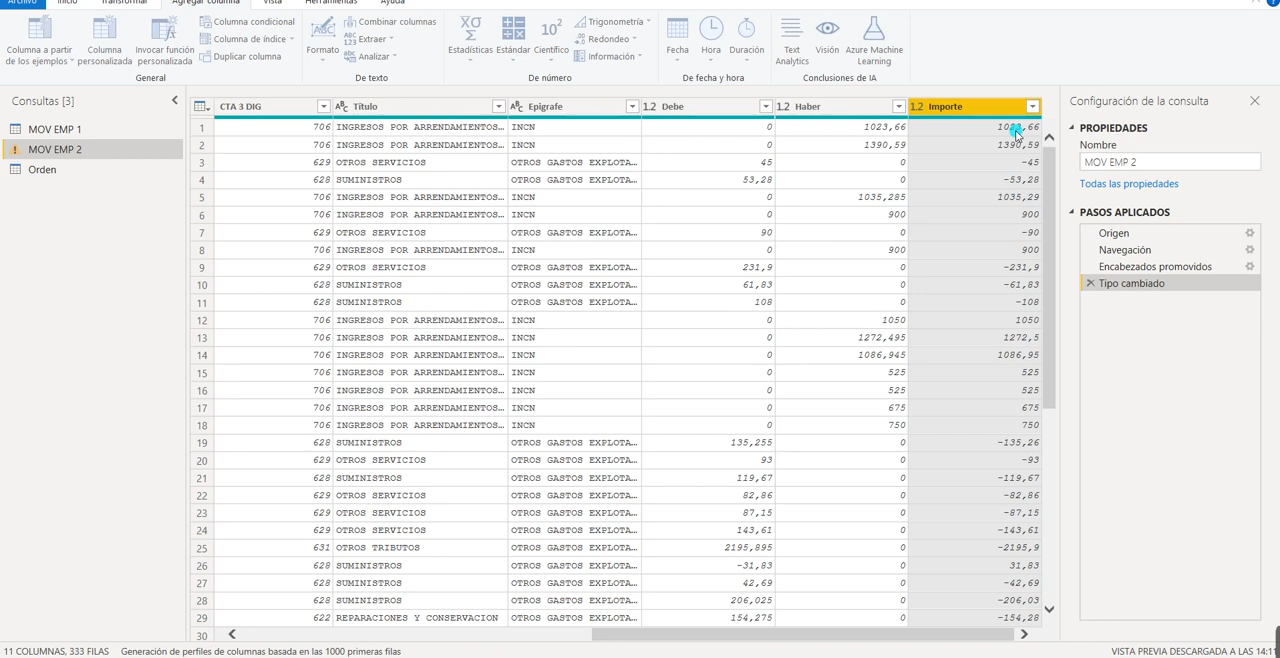 Archivo Inicio Transformar Agregar columna Vista Herramientas Ayuda
Columna a partir de los ejemplos
Columna personalizada
Invocar función personalizada
Columna condicional
Columna de índice
Duplicar columna
General
Formato
Combinar columnas
Extraer
Analizar
De texto
Estadísticas
Estándar
Científico
Trigonometría
Redondeo
Información
De número
Fecha
Hora
Duración
De fecha y hora
Text Analytics
Visión
Azure Machine Learning
Conclusiones de IA
Consultas [3]
MOV EMP 1
MOV EMP 2
Orden
CTA 3 DIG Título Epigrafe 1.2 Debe 1.2 Haber 1.2 Importe
1 706 INGRESOS POR ARRENDAMIENTOS... INCN 0 1023,66
2 706 INGRESOS POR ARRENDAMIENTOS... INCN 0 1390,59 1390,59
3 629 OTROS SERVICIOS OTROS GASTOS EXPLOTA... 45 0 -45
4 628 SUMINISTROS OTROS GASTOS EXPLOTA... 53,28 0 -53,28
5 706 INGRESOS POR ARRENDAMIENTOS... INCN 0 1035,285 1035,29
6 706 INGRESOS POR ARRENDAMIENTOS... INCN 0 900 900
7 629 OTROS SERVICIOS OTROS GASTOS EXPLOTA... 90 0 -90
8 706 INGRESOS POR ARRENDAMIENTOS... INCN 0 900 900
9 629 OTROS SERVICIOS OTROS GASTOS EXPLOTA... 231,9 0 -231,9
10 628 SUMINISTROS OTROS GASTOS EXPLOTA... 61,83 0 -61,83
11 628 SUMINISTROS OTROS GASTOS EXPLOTA... 108 0 -108
12 706 INGRESOS POR ARRENDAMIENTOS... INCN 0 1050 1050
13 706 INGRESOS POR ARRENDAMIENTOS... INCN 0 1272,495 1272,5
14 706 INGRESOS POR ARRENDAMIENTOS... INCN 0 1086,945 1086,95
15 706 INGRESOS POR ARRENDAMIENTOS... INCN 0 525 525
16 706 INGRESOS POR ARRENDAMIENTOS... INCN 0 525 525
17 706 INGRESOS POR ARRENDAMIENTOS... INCN 0 675 675
18 706 INGRESOS POR ARRENDAMIENTOS... INCN 0 750 750
19 628 SUMINISTROS OTROS GASTOS EXPLOTA... 135,255 0 -135,26
20 629 OTROS SERVICIOS OTROS GASTOS EXPLOTA... 93 0 -93
21 628 SUMINISTROS OTROS GASTOS EXPLOTA... 119,67 0 -119,67
22 629 OTROS SERVICIOS OTROS GASTOS EXPLOTA... 82,86 0 -82,86
23 629 OTROS SERVICIOS OTROS GASTOS EXPLOTA... 87,15 0 -87,15
24 629 OTROS SERVICIOS OTROS GASTOS EXPLOTA... 143,61 0 -143,61
25 631 OTROS TRIBUTOS OTROS GASTOS EXPLOTA... 2195,895 0 -2195,9
26 628 SUMINISTROS OTROS GASTOS EXPLOTA... -31,83 0 31,83
27 628 SUMINISTROS OTROS GASTOS EXPLOTA... 42,69 0 -42,69
28 628 SUMINISTROS OTROS GASTOS EXPLOTA... 206,025 0 -206,03
29 622 REPARACIONES Y CONSERVACION OTROS GASTOS EXPLOTA... 154,275 0 -154,28
30
Configuración de la consulta
PROPIEDADES
Nombre
MOV EMP 2
Todas las propiedades
PASOS APLICADOS
Origen
Navegación
Encabezados promovidos
Tipo cambiado
11 COLUMNAS, 333 FILAS Generación de perfiles de columnas basada en las 1000 primeras filas VISTA PREVIA DESCARGADA A LAS 14:11